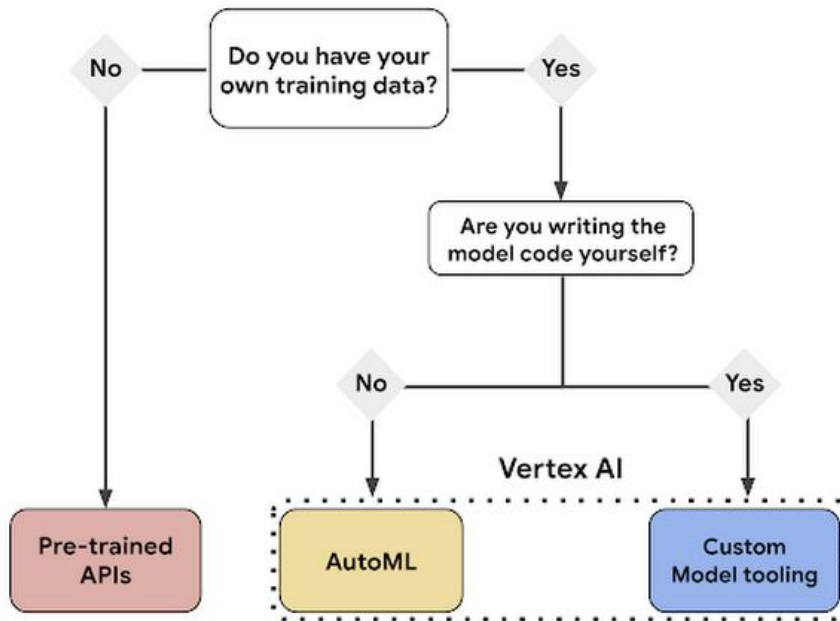 No
Do you have your
own training data?
Yes
Are you writing the
model code yourself?
No
Yes
Vertex AI
Pre-trained
APIs
AutoML
Custom
Model tooling